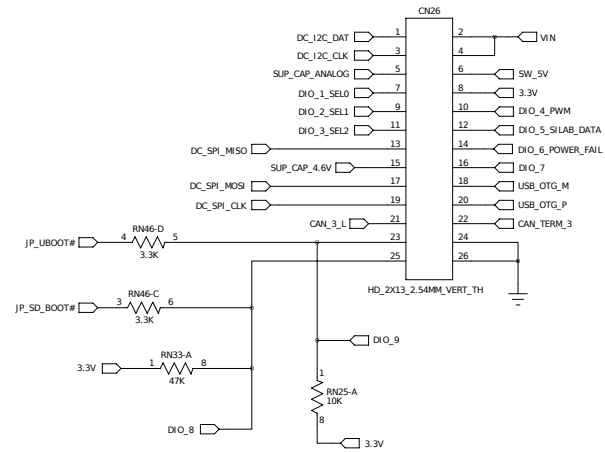 CN26
DC_I2C_DAT 1 2 VIN
DC_I2C_CLK 3 4
SUP_CAP_ANALOG 5 6 SW_5V
DIO_1_SEL0 7 8 3.3V
DIO_2_SEL1 9 10 DIO_4_PWM
DIO_3_SEL2 11 12 DIO_5_SILAB_DATA
DC_SPI_MISO 13 14 DIO_6_POWER_FAIL
SUP_CAP_4.6V 15 16 DIO_7
DC_SPI_MOSI 17 18 USB_OTG_M
DC_SPI_CLK 19 20 USB_OTG_P
CAN_3_L 21 22 CAN_TERM_3
RN46-D
JP_UBOOT# 4 5 23 24
3.3K
25 26
HD_2X13_2.54MM_VERT_TH
RN46-C
JP_SD_BOOT# 3 6
3.3K
DIO_9
RN33-A
3.3V 1 8
47K
1
RN25-A
10K
8
DIO_8
3.3V